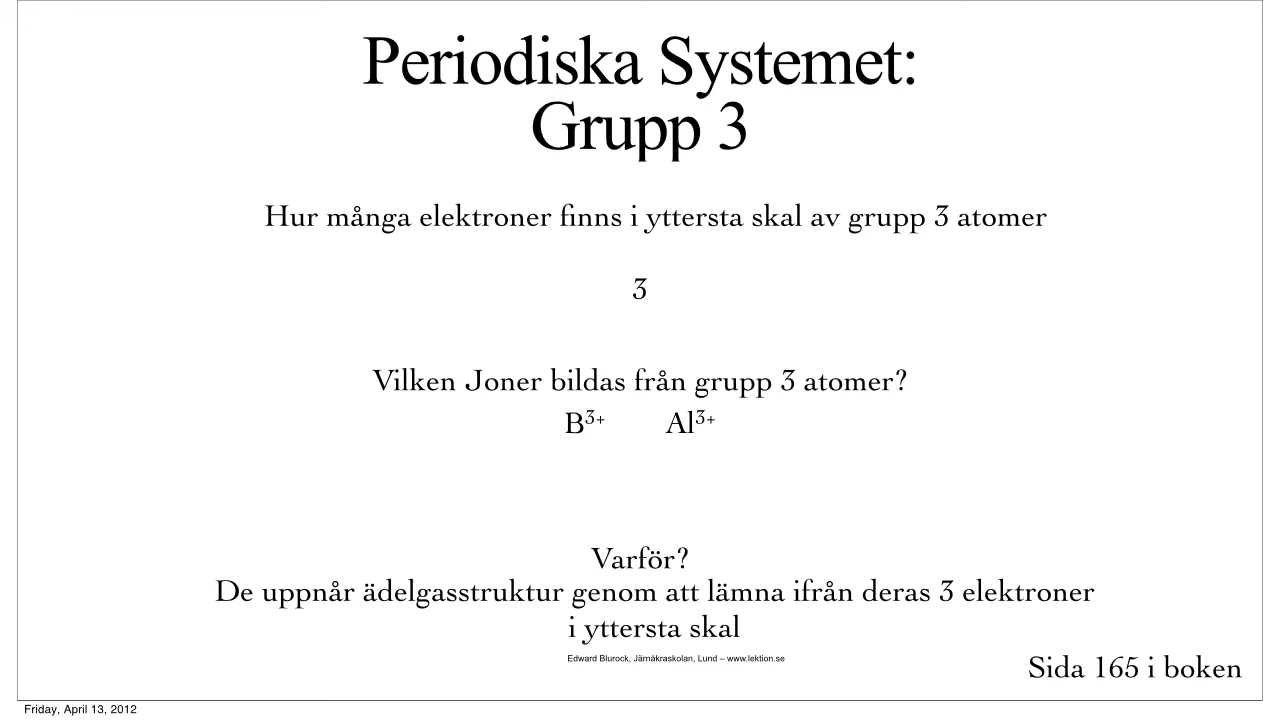 Periodiska Systemet:
Grupp 3
Hur många elektroner finns i yttersta skal av grupp 3 atomer
3
Vilken Joner bildas från grupp 3 atomer?
B³⁺ Al³⁺
Varför?
De uppnår ädelgasstruktur genom att lämna ifrån deras 3 elektroner
i yttersta skal
Edward Blurock, Järnåkraskolan, Lund – www.lektion.se
Sida 165 i boken
Friday, April 13, 2012